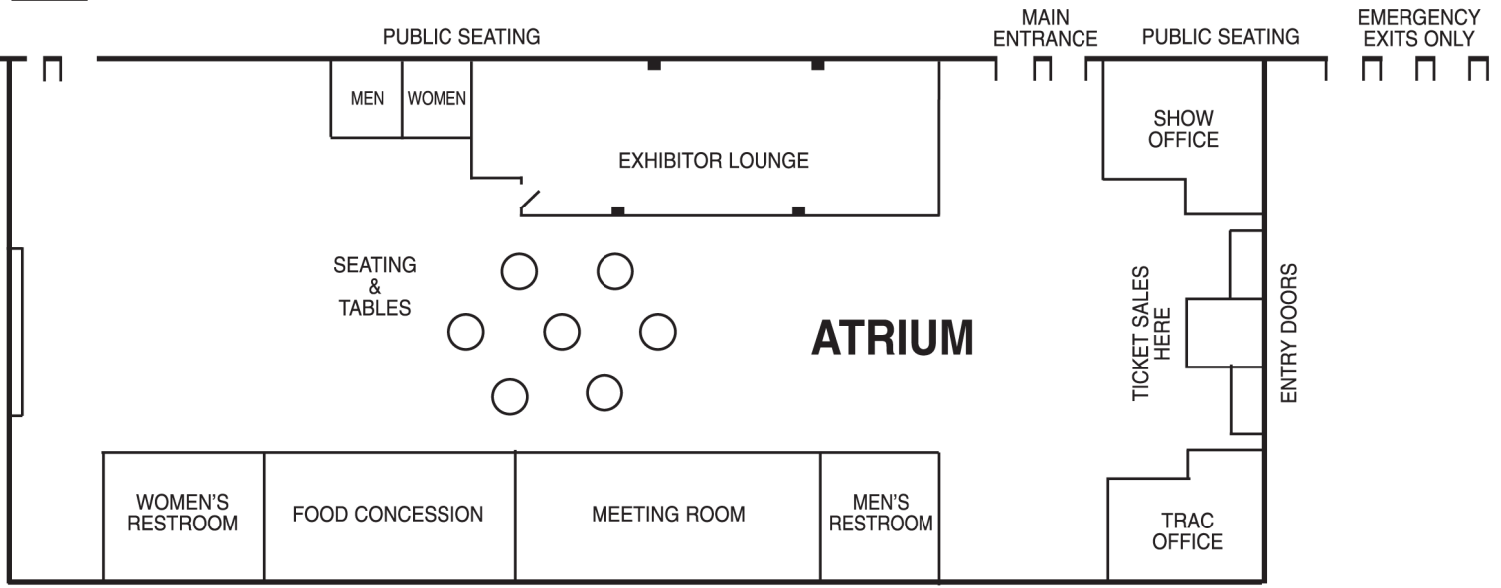 PUBLIC SEATING
MAIN
ENTRANCE
PUBLIC SEATING
EMERGENCY
EXITS ONLY
MEN
WOMEN
EXHIBITOR LOUNGE
SHOW
OFFICE
SEATING
&
TABLES
ATRIUM
TICKET SALES
HERE
ENTRY DOORS
WOMEN'S
RESTROOM
FOOD CONCESSION
MEETING ROOM
MEN'S
RESTROOM
TRAC
OFFICE